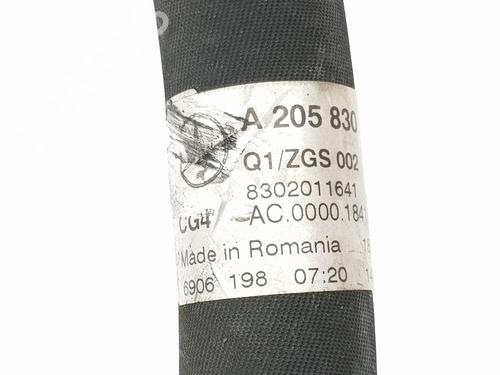 A 205 830
Q1/ZGS 002
8302011641
CG4 AC.0000.184
Made in Romania
6906 198 07:20